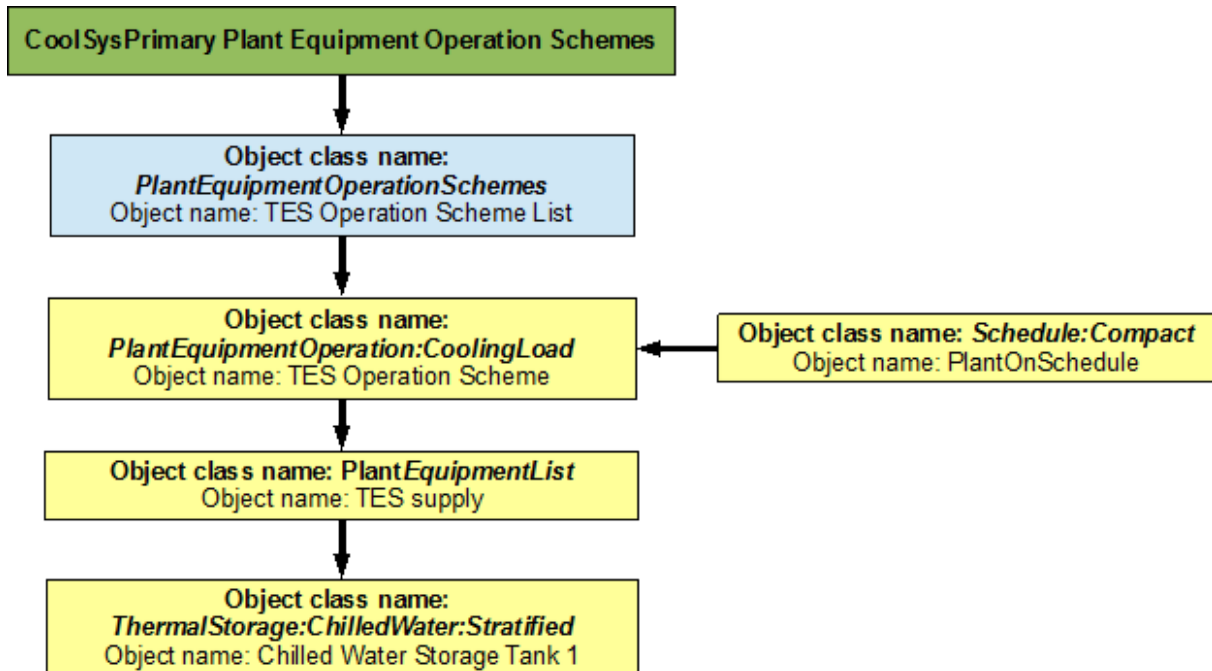 CoolSysPrimary Plant Equipment Operation Schemes
Object class name:
PlantEquipmentOperationSchemes
Object name: TES Operation Scheme List
Object class name:
PlantEquipmentOperation:CoolingLoad
Object name: TES Operation Scheme
Object class name: Schedule:Compact
Object name: PlantOnSchedule
Object class name: PlantEquipmentList
Object name: TES supply
Object class name:
ThermalStorage:ChilledWater:Stratified
Object name: Chilled Water Storage Tank 1